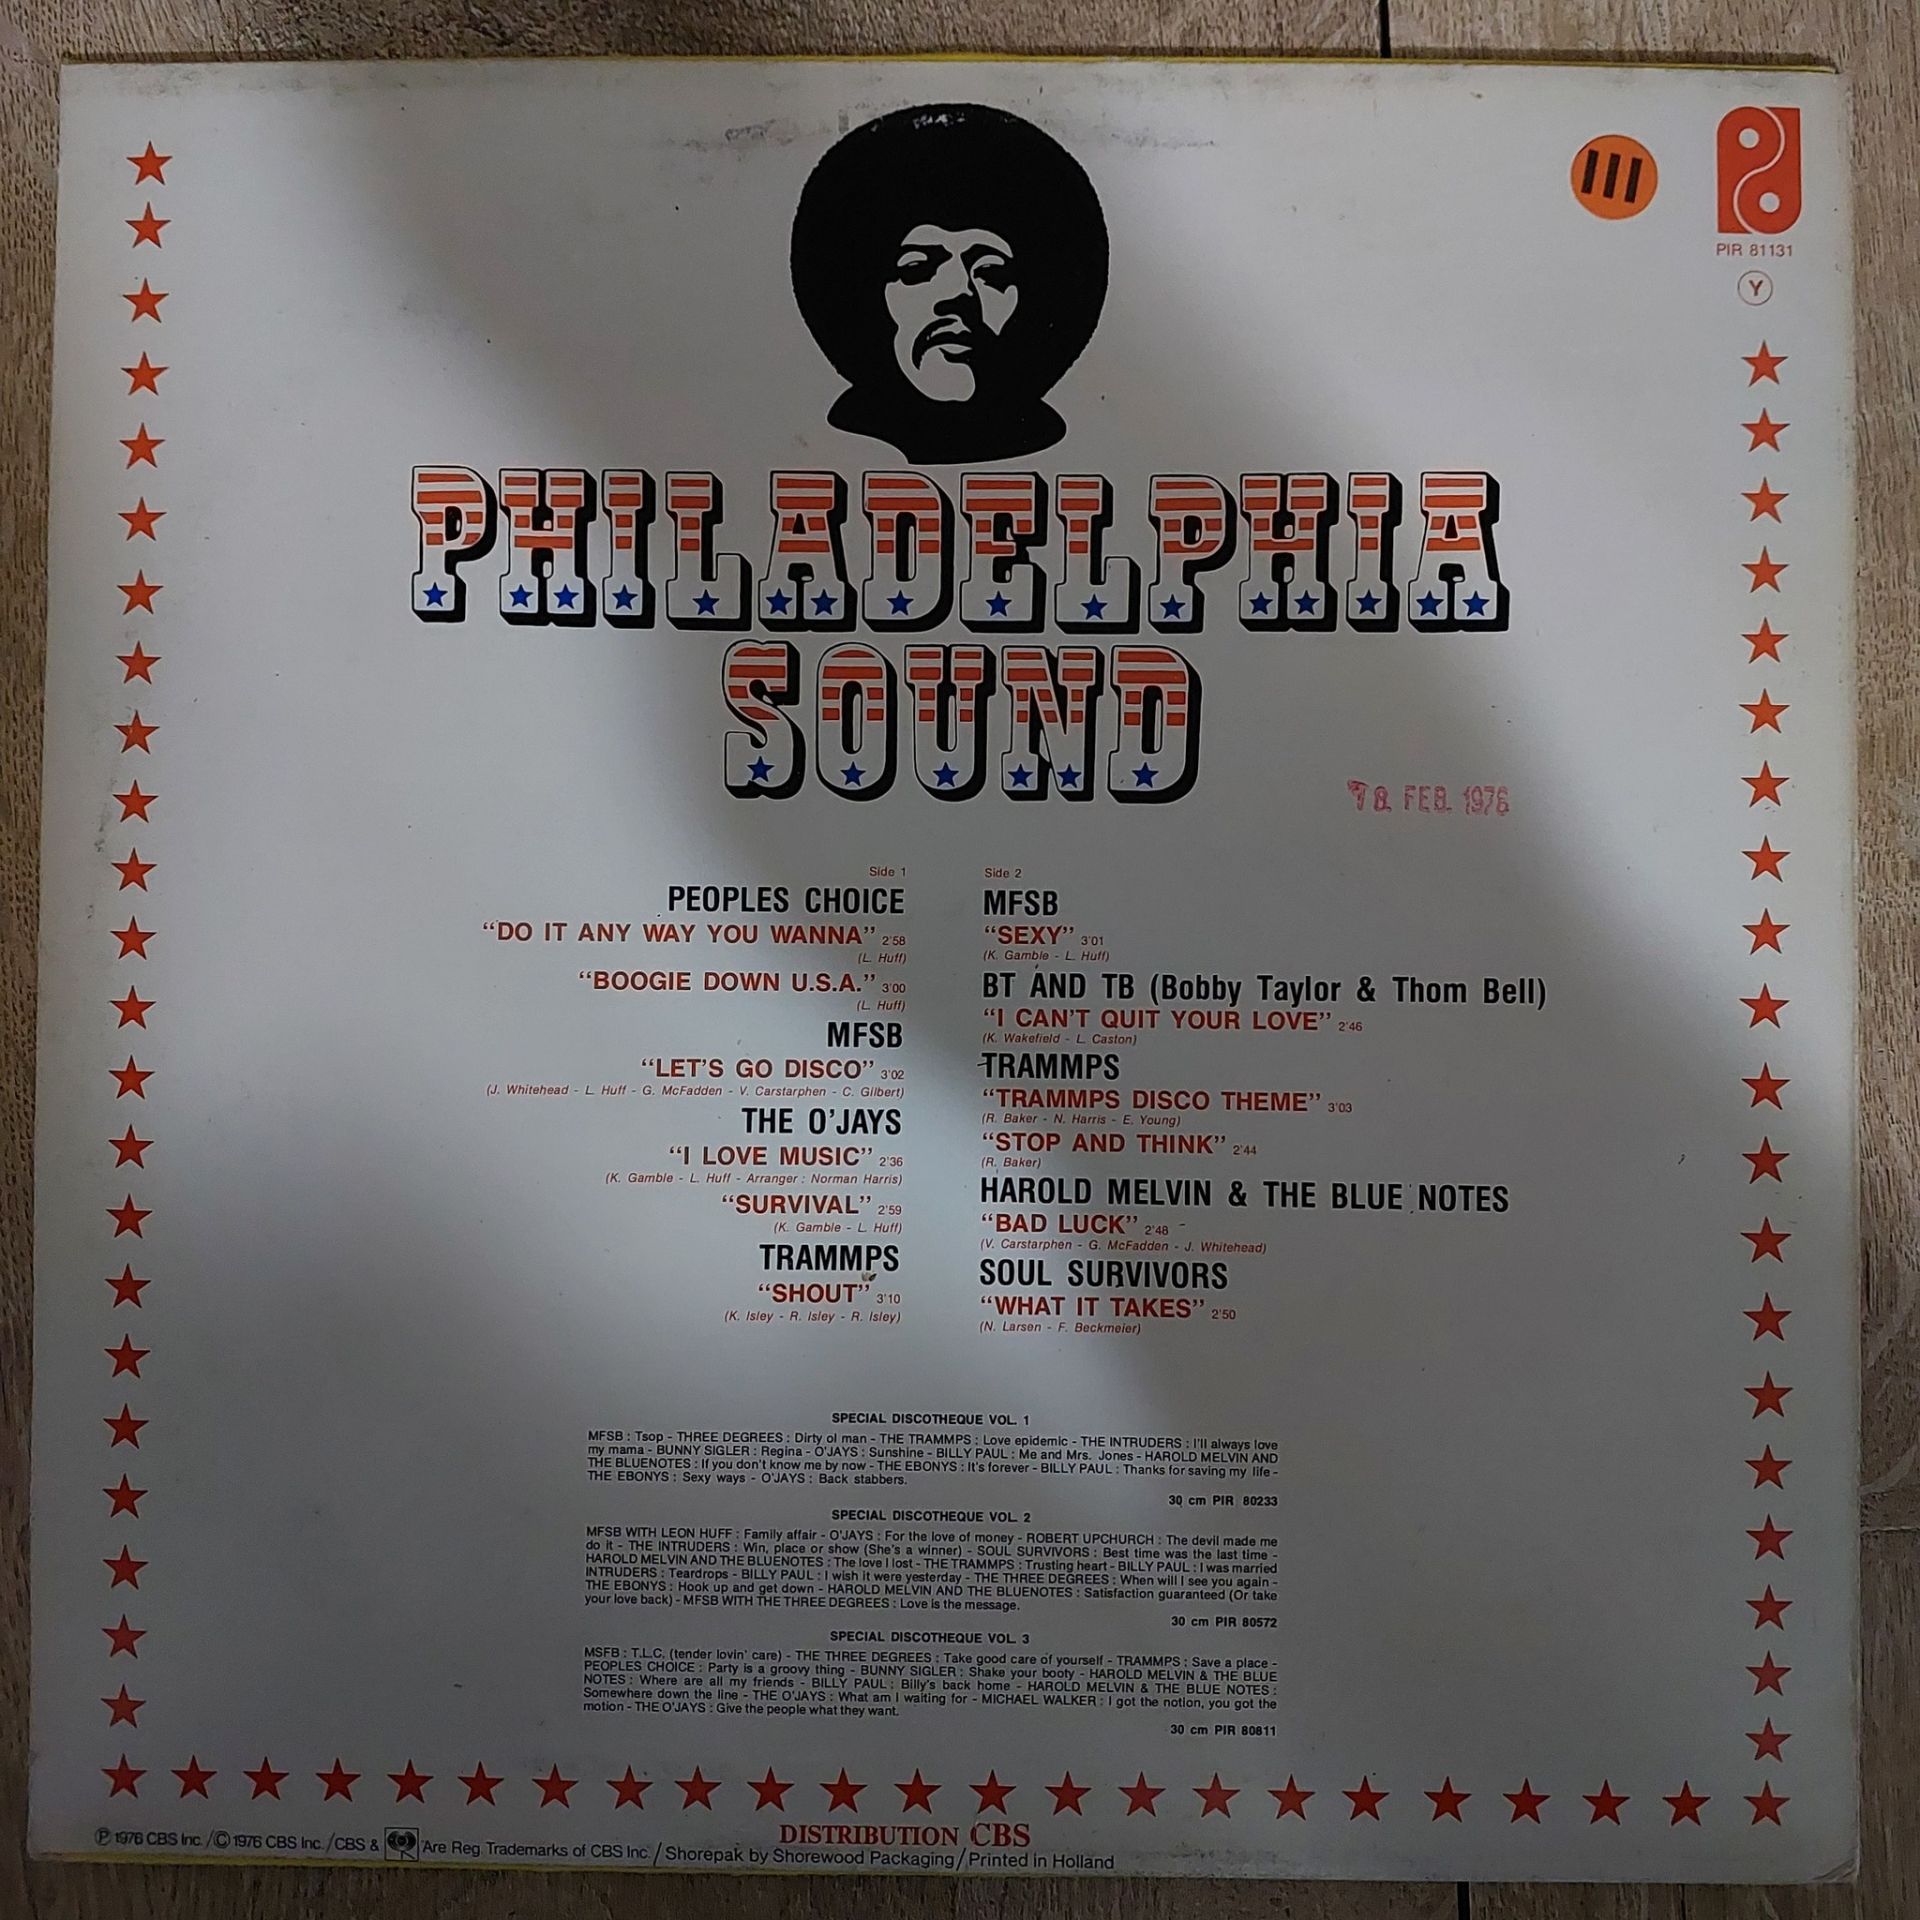 III
PIR 81131
Y
PHILADELPHIA
SOUND
18. FEB. 1976
Side 1
PEOPLES CHOICE
“DO IT ANY WAY YOU WANNA” 2'58
(L. Huff)
“BOOGIE DOWN U.S.A.” 3'00
(L. Huff)
MFSB
“LET'S GO DISCO” 3'02
(J. Whitehead - L. Huff - G. McFadden - V. Carstarphen - C. Gilbert)
THE O'JAYS
“I LOVE MUSIC” 2'36
(K. Gamble - L. Huff - Arranger : Norman Harris)
“SURVIVAL” 2'59
(K. Gamble - L. Huff)
TRAMMPS
“SHOUT” 3'10
(K. Isley - R. Isley - R. Isley)
Side 2
MFSB
“SEXY” 3'01
(K. Gamble - L. Huff)
BT AND TB (Bobby Taylor & Thom Bell)
“I CAN'T QUIT YOUR LOVE” 2'46
(K. Wakefield - L. Caston)
TRAMMPS
“TRAMMPS DISCO THEME” 3'03
(R. Baker - N. Harris - E. Young)
“STOP AND THINK” 2'44
(R. Baker)
HAROLD MELVIN & THE BLUE NOTES
“BAD LUCK” 2'48
(V. Carstarphen - G. McFadden - J. Whitehead)
SOUL SURVIVORS
“WHAT IT TAKES” 2'50
(N. Larsen - F. Beckmeier)
SPECIAL DISCOTHEQUE VOL. 1
MFSB : Tsop - THREE DEGREES : Dirty ol man - THE TRAMMPS : Love epidemic - THE INTRUDERS : I'll always love
my mama - BUNNY SIGLER : Regina - O'JAYS : Sunshine - BILLY PAUL : Me and Mrs. Jones - HAROLD MELVIN AND
THE BLUENOTES : If you don't know me by now - THE EBONYS : It's forever - BILLY PAUL : Thanks for saving my life -
THE EBONYS : Sexy ways - O'JAYS : Back stabbers.
30 cm PIR 80233
SPECIAL DISCOTHEQUE VOL. 2
MFSB WITH LEON HUFF : Family affair - O'JAYS : For the love of money - ROBERT UPCHURCH : The devil made me
do it - THE INTRUDERS : Win, place or show (She's a winner) - SOUL SURVIVORS : Best time was the last time -
HAROLD MELVIN AND THE BLUENOTES : The love I lost - THE TRAMMPS : Trusting heart - BILLY PAUL : I was married
INTRUDERS : Teardrops - BILLY PAUL : I wish it were yesterday - THE THREE DEGREES : When will I see you again -
THE EBONYS : Hook up and get down - HAROLD MELVIN AND THE BLUENOTES : Satisfaction guaranteed (Or take
your love back) - MFSB WITH THE THREE DEGREES : Love is the message.
30 cm PIR 80572
SPECIAL DISCOTHEQUE VOL. 3
MSFB : T.L.C. (tender lovin' care) - THE THREE DEGREES : Take good care of yourself - TRAMMPS : Save a place -
PEOPLES CHOICE : Party is a groovy thing - BUNNY SIGLER : Shake your booty - HAROLD MELVIN & THE BLUE
NOTES : Where are all my friends - BILLY PAUL : Billy's back home - HAROLD MELVIN & THE BLUE NOTES :
Somewhere down the line - THE O'JAYS : What am I waiting for - MICHAEL WALKER : I got the notion, you got the
motion - THE O'JAYS : Give the people what they want.
30 cm PIR 80811
DISTRIBUTION CBS
Ⓟ 1976 CBS Inc. / © 1976 CBS Inc. / CBS & Are Reg. Trademarks of CBS Inc. / Shorepak by Shorewood Packaging / Printed in Holland